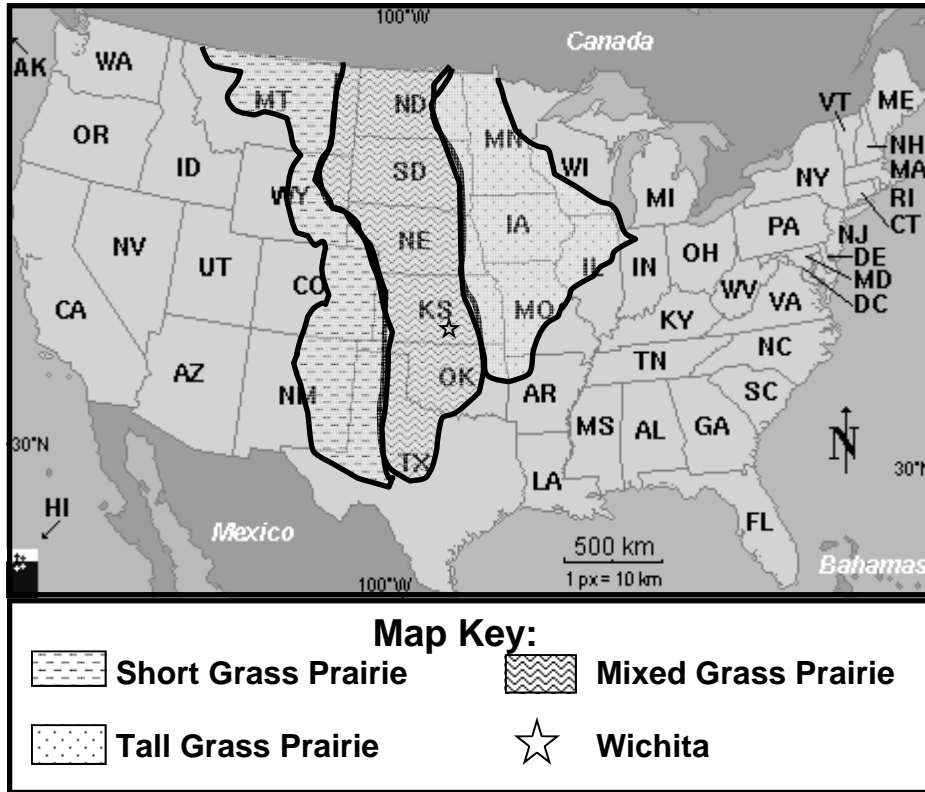 100°W
Canada
AK
WA
MT
ND
MN
VT
ME
OR
ID
SD
WI
NH
MA
WY
MI
NY
RI
CT
NV
UT
CO
NE
IA
IL
IN
OH
PA
NJ
DE
MD
DC
CA
KS
MO
WV
VA
KY
AZ
NM
OK
AR
TN
NC
SC
MS
AL
GA
30°N
TX
LA
N
30°N
HI
Mexico
FL
500 km
1 px = 10 km
100°W
Bahamas
Map Key:
Short Grass Prairie
Mixed Grass Prairie
Tall Grass Prairie
Wichita